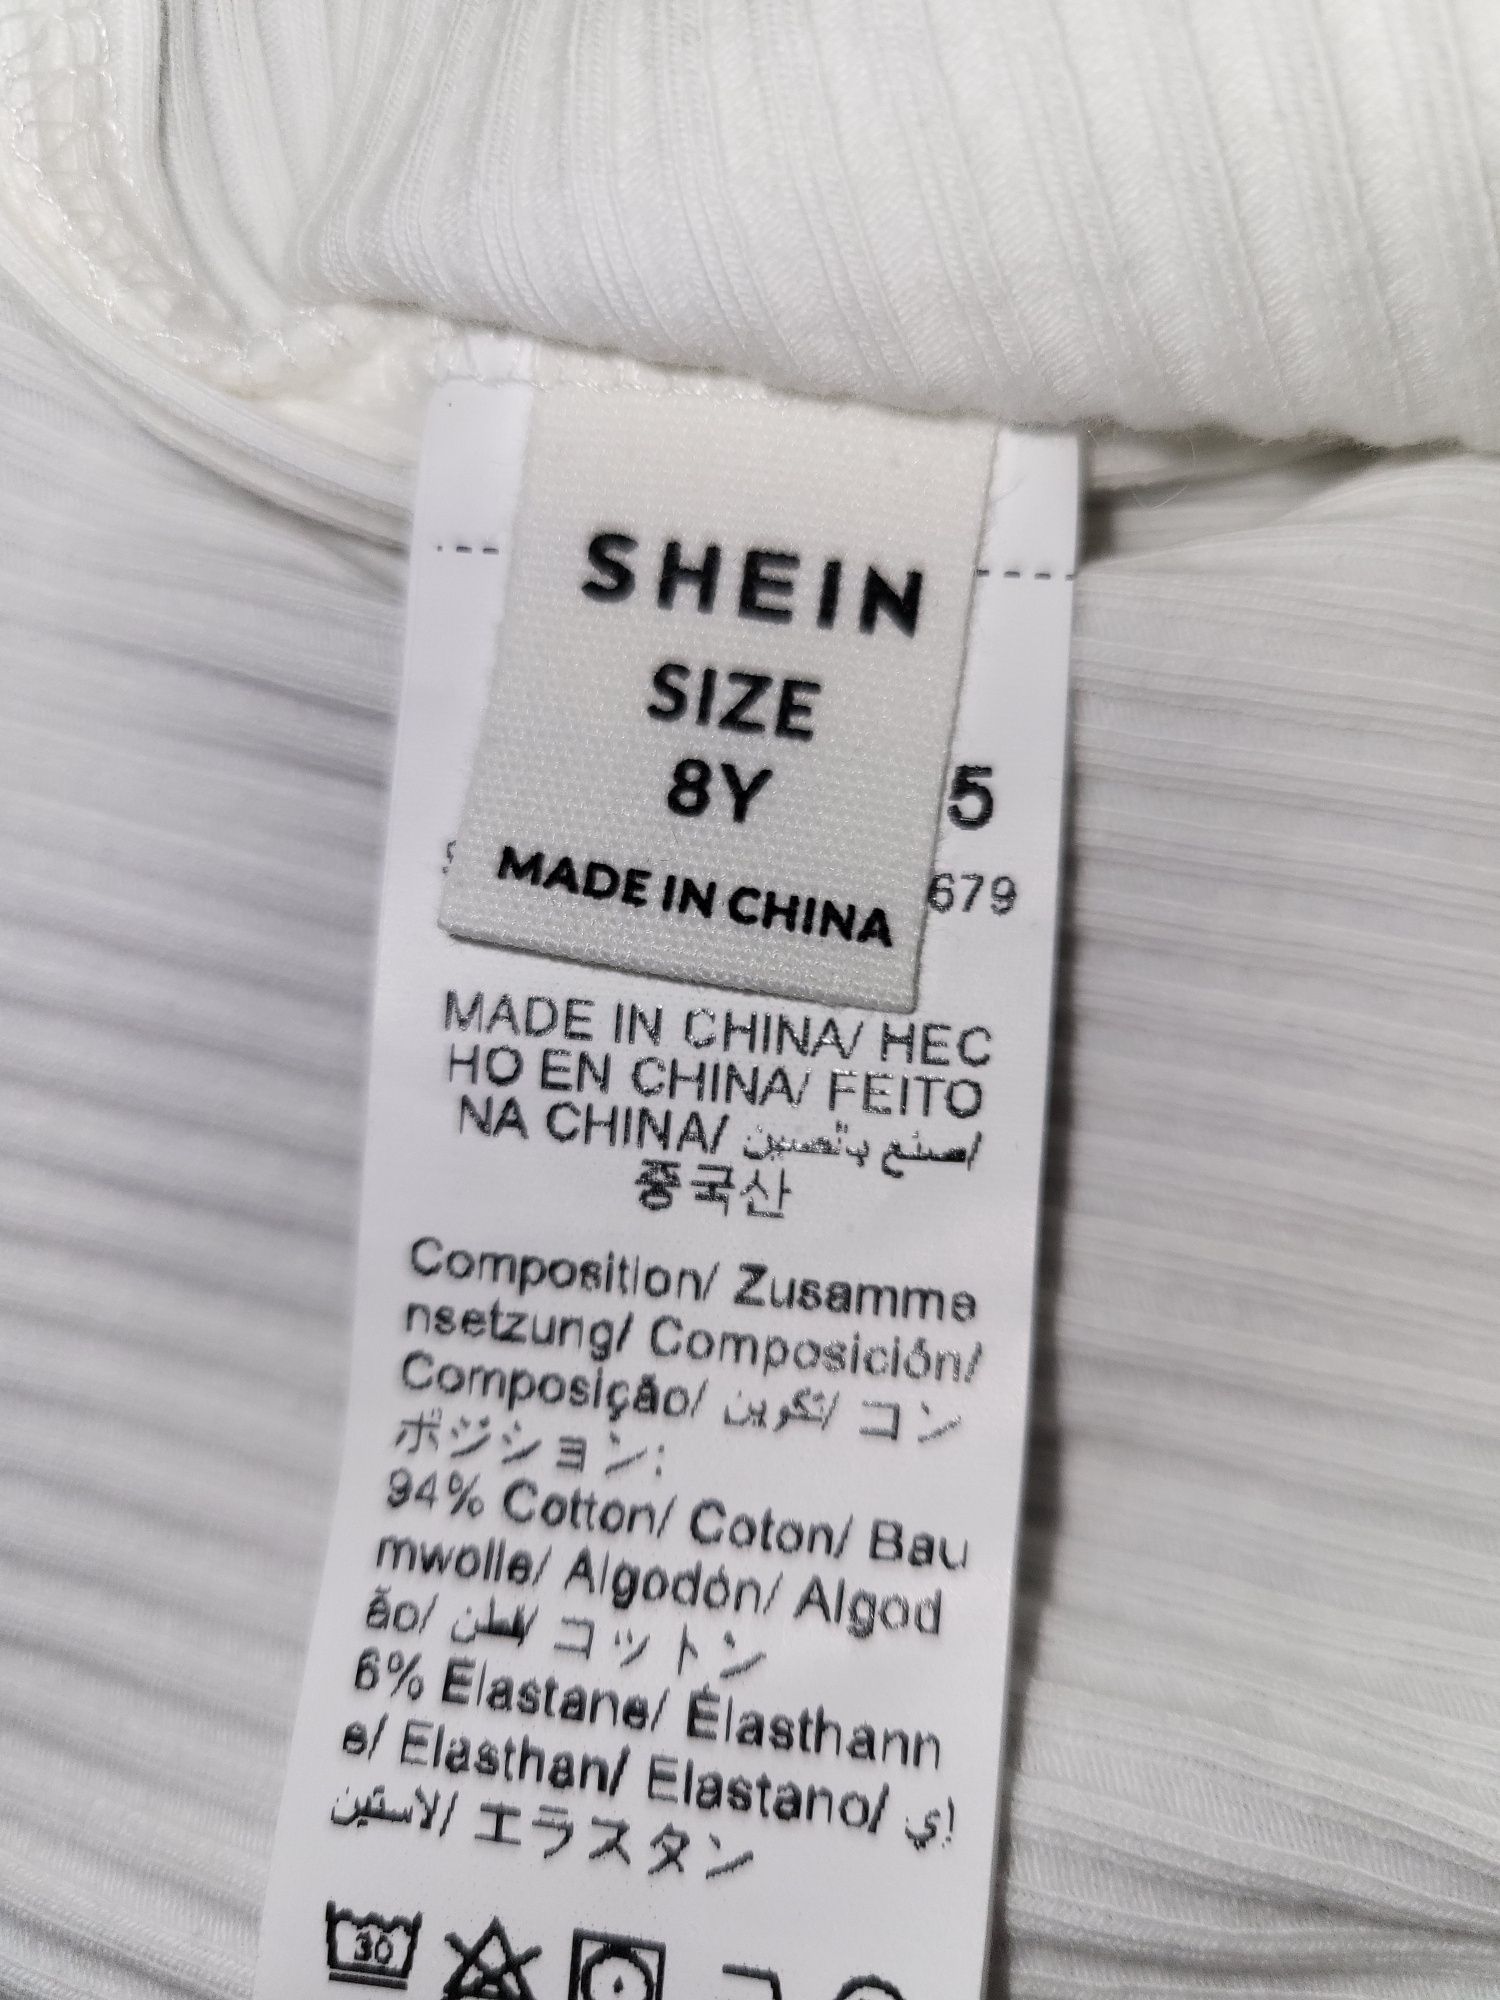 SHEIN
SIZE
8Y
MADE IN CHINA
5
679
MADE IN CHINA/ HEC
HO EN CHINA/ FEITO
NA CHINA/ صنع بالصين/
중국산
Composition/ Zusamme
nsetzung/ Composición/
Composição/ تكوين/ コン
ポジション:
94% Cotton/ Coton/ Bau
mwolle/ Algodón/ Algod
ão/ قطن/ コットン
6% Elastane/ Élasthann
e/ Elasthan/ Elastano/ إي
لاستين/ エラスタン
30